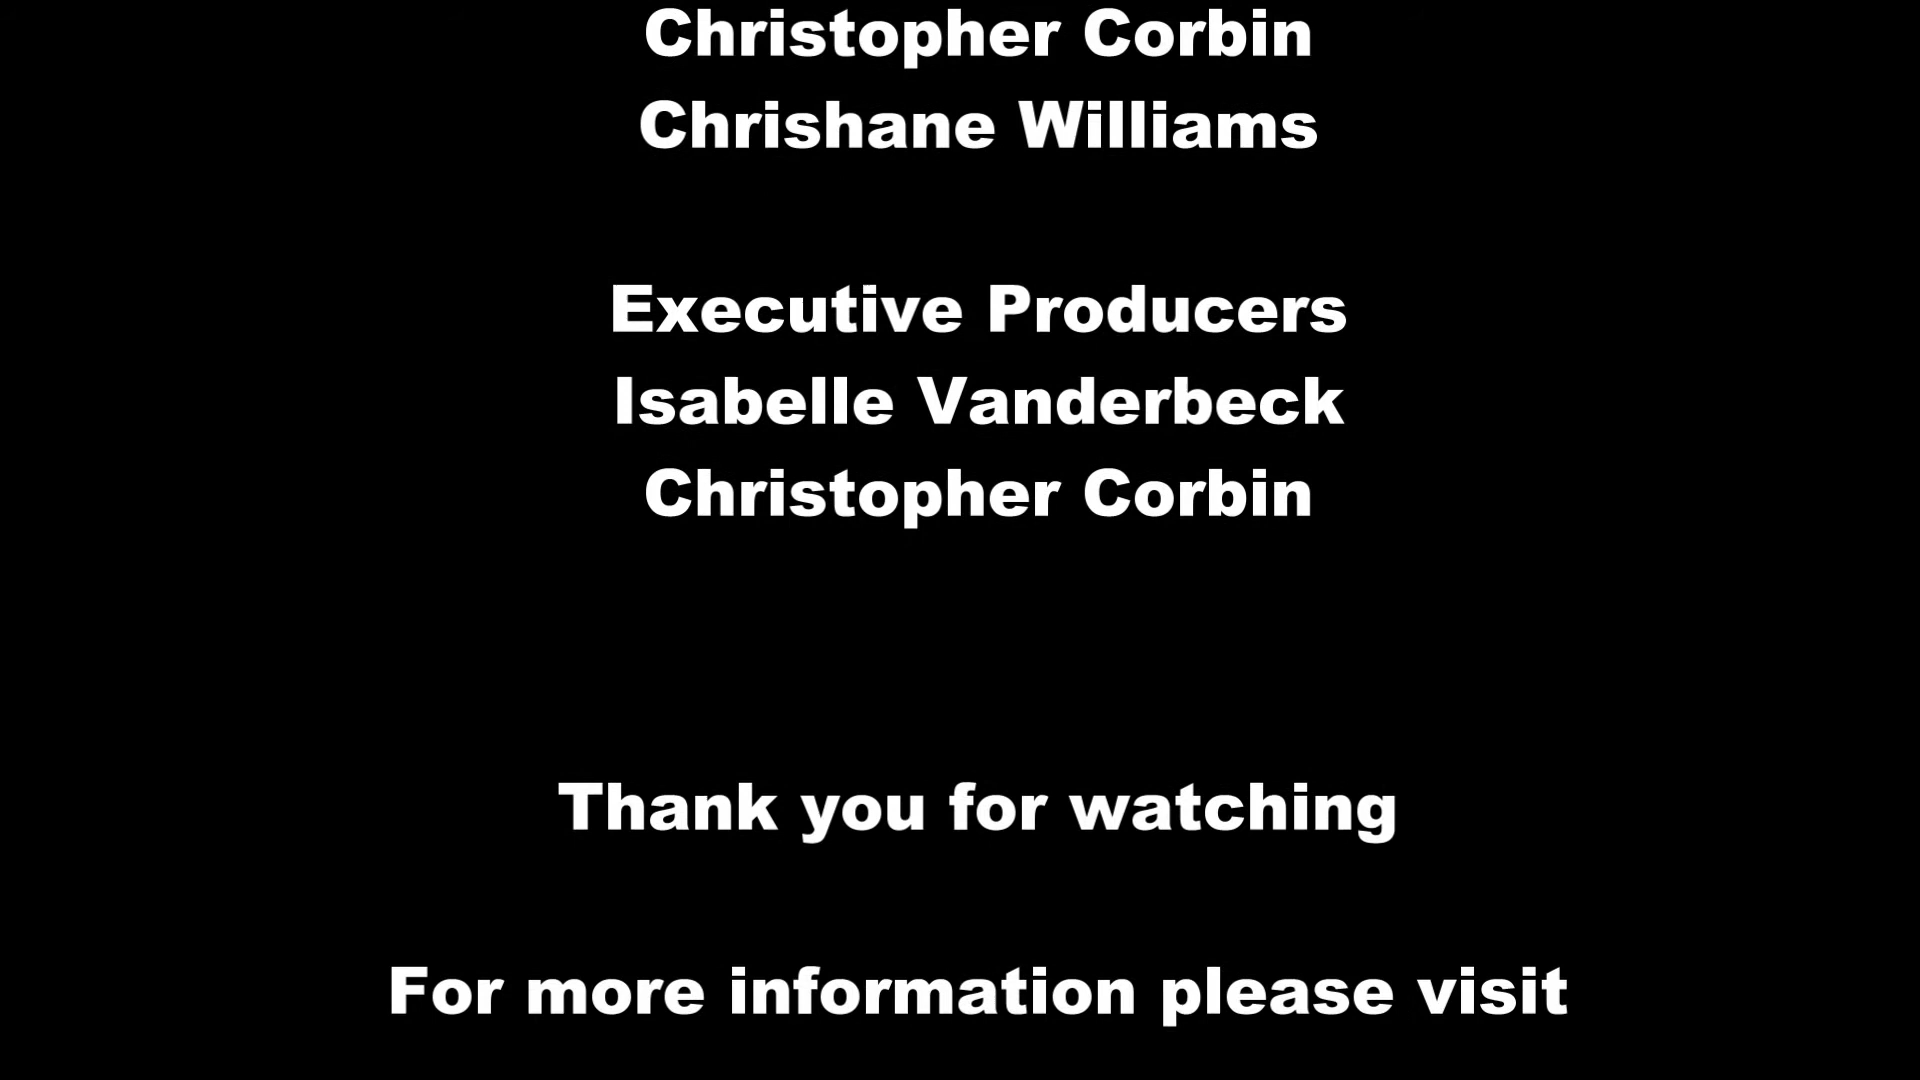 Christopher Corbin
Chrishane Williams
Executive Producers
Isabelle Vanderbeck
Christopher Corbin
Thank you for watching
For more information please visit